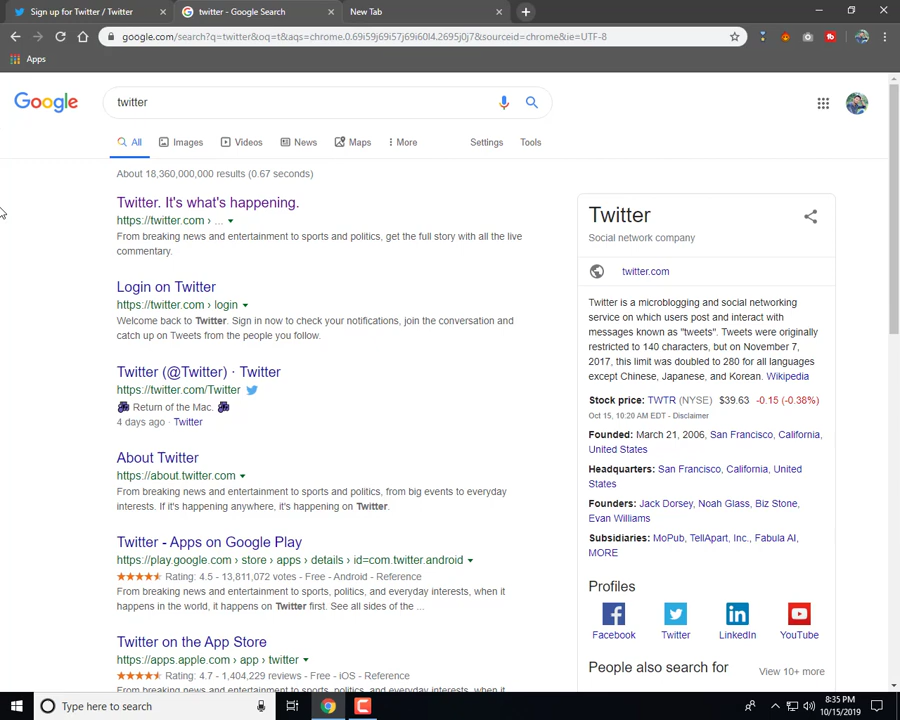 Sign up for Twitter / Twitter
twitter - Google Search
New Tab
google.com/search?q=twitter&oq=t&aqs=chrome.0.69i59j69i57j69i60l4.2695j0j7&sourceid=chrome&ie=UTF-8
Apps
Google
twitter
All
Images
Videos
News
Maps
More
Settings
Tools
About 18,360,000,000 results (0.67 seconds)
Twitter. It's what's happening.
https://twitter.com › ...
From breaking news and entertainment to sports and politics, get the full story with all the live
commentary.
Login on Twitter
https://twitter.com › login
Welcome back to Twitter. Sign in now to check your notifications, join the conversation and
catch up on Tweets from the people you follow.
Twitter (@Twitter) · Twitter
https://twitter.com/Twitter
Return of the Mac.
4 days ago · Twitter
About Twitter
https://about.twitter.com
From breaking news and entertainment to sports and politics, from big events to everyday
interests. If it's happening anywhere, it's happening on Twitter.
Twitter - Apps on Google Play
https://play.google.com › store › apps › details › id=com.twitter.android
Rating: 4.5 - 13,811,072 votes - Free - Android - Reference
From breaking news and entertainment to sports, politics, and everyday interests, when it
happens in the world, it happens on Twitter first. See all sides of the ...
Twitter on the App Store
https://apps.apple.com › app › twitter
Rating: 4.7 - 1,404,229 reviews - Free - iOS - Reference
From breaking news and entertainment to sports, politics, and everyday interests, when it
Twitter
Social network company
twitter.com
Twitter is a microblogging and social networking
service on which users post and interact with
messages known as "tweets". Tweets were originally
restricted to 140 characters, but on November 7,
2017, this limit was doubled to 280 for all languages
except Chinese, Japanese, and Korean. Wikipedia
Stock price: TWTR (NYSE) $39.63 -0.15 (-0.38%)
Oct 15, 10:20 AM EDT - Disclaimer
Founded: March 21, 2006, San Francisco, California,
United States
Headquarters: San Francisco, California, United
States
Founders: Jack Dorsey, Noah Glass, Biz Stone,
Evan Williams
Subsidiaries: MoPub, TellApart, Inc., Fabula AI,
MORE
Profiles
Facebook
Twitter
LinkedIn
YouTube
People also search for
View 10+ more
Type here to search
8:35 PM
10/15/2019